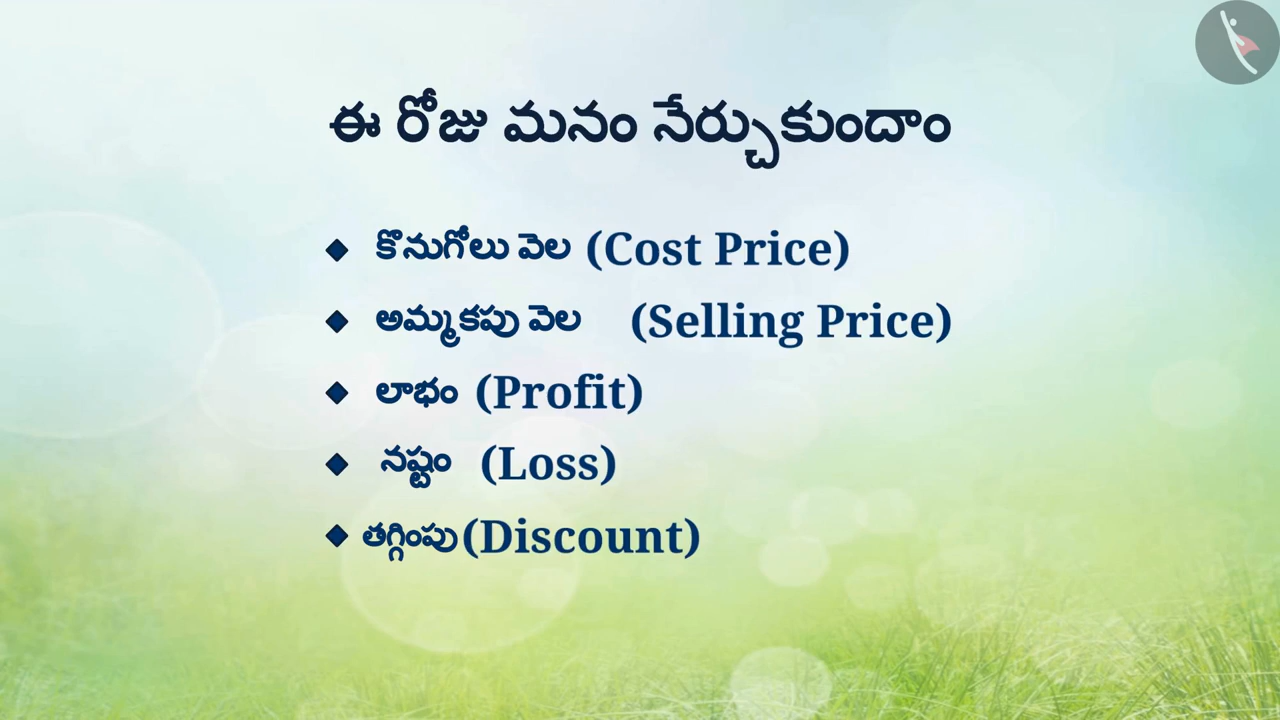 ఈ రోజు మనం నేర్చుకుందాం
కొనుగోలు వెల (Cost Price)
అమ్మకపు వెల (Selling Price)
లాభం (Profit)
నష్టం (Loss)
తగ్గింపు(Discount)